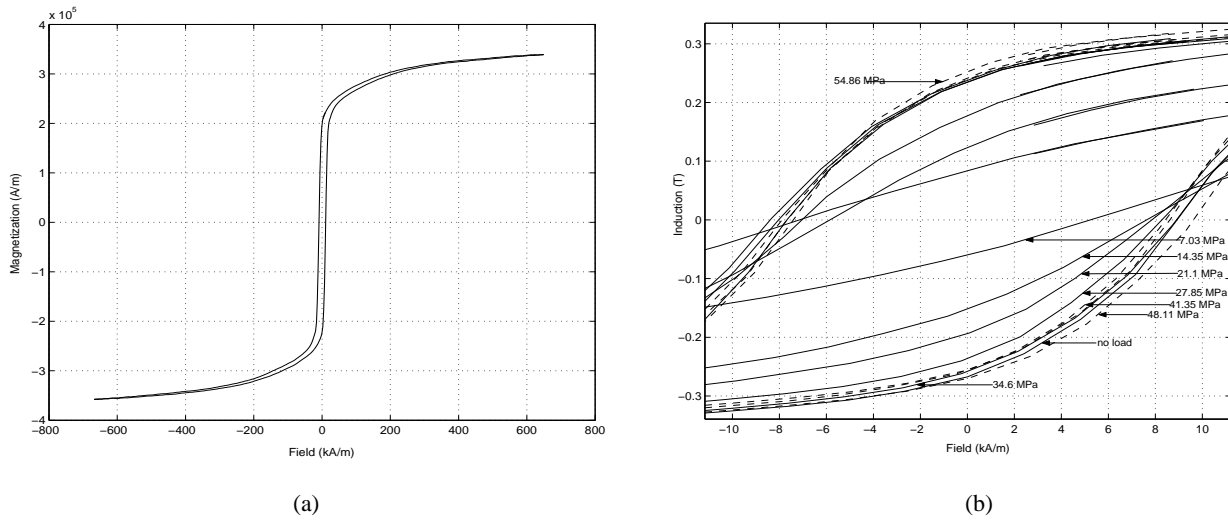 × 10⁵
4
3
2
1
0
−1
−2
−3
−4
−800 −600 −400 −200 0 200 400 600 800
Magnetization (A/m)
Field (kA/m)
(a)
0.3
0.2
0.1
0
−0.1
−0.2
−0.3
−10 −8 −6 −4 −2 0 2 4 6 8 10
Induction (T)
Field (kA/m)
54.86 MPa
7.03 MPa
14.35 MPa
21.1 MPa
27.85 MPa
41.35 MPa
48.11 MPa
no load
34.6 MPa
(b)